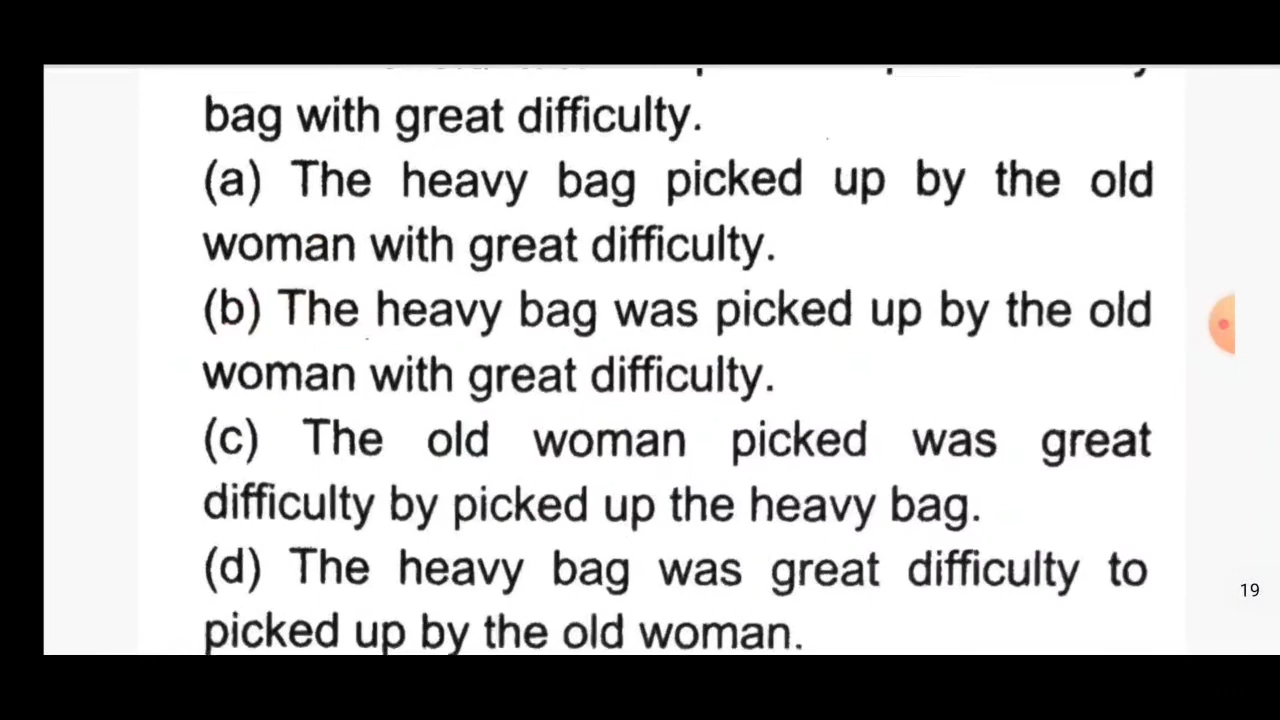 bag with great difficulty.
(a) The heavy bag picked up by the old
woman with great difficulty.
(b) The heavy bag was picked up by the old
woman with great difficulty.
(c) The old woman picked was great
difficulty by picked up the heavy bag.
(d) The heavy bag was great difficulty to
picked up by the old woman.
19